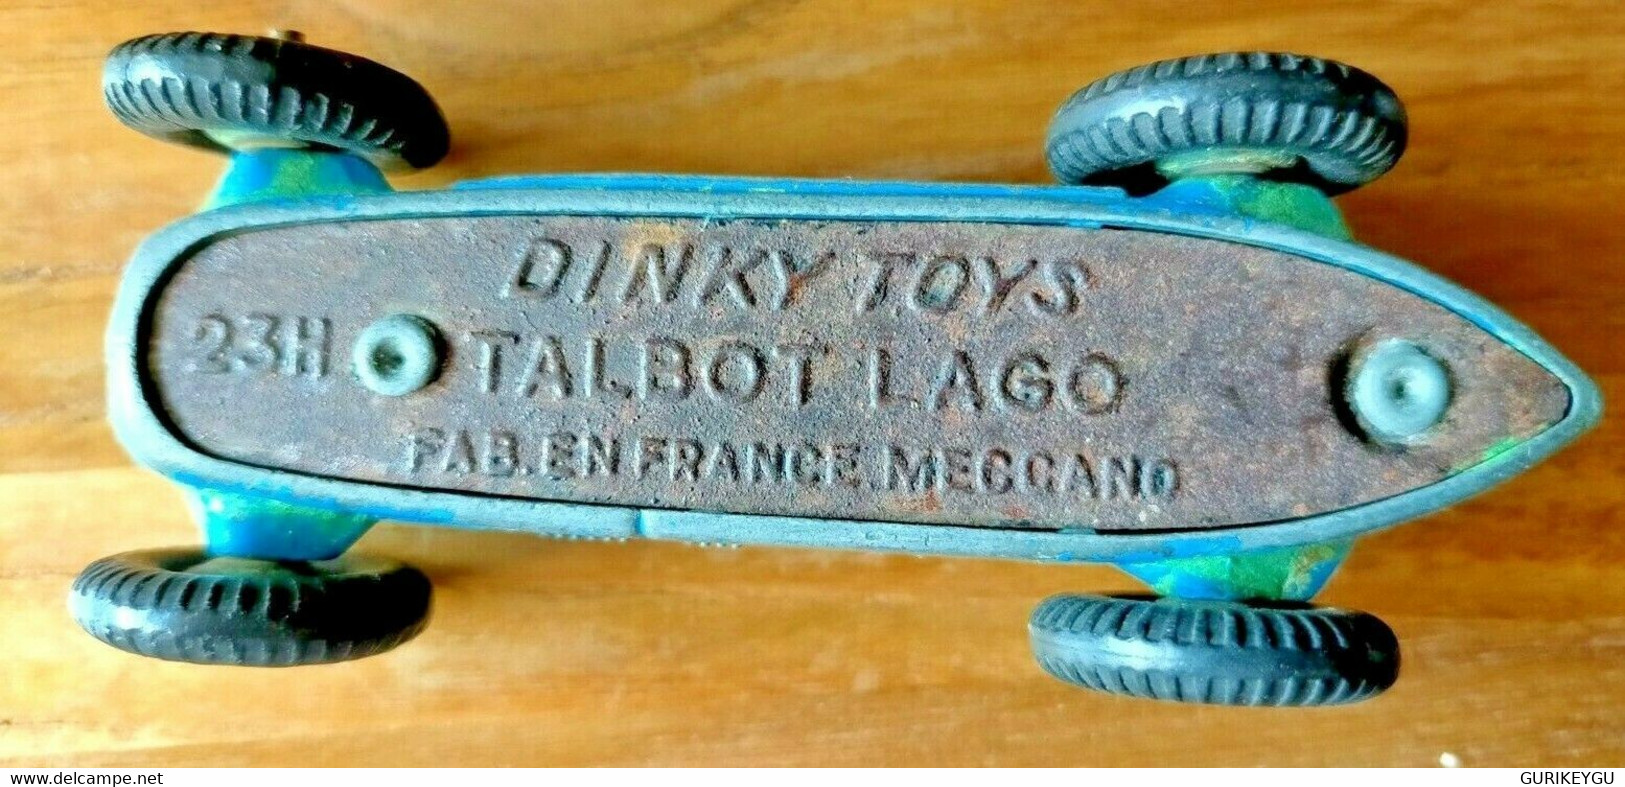 DINKY TOYS
23H TALBOT LAGO
FAB. EN FRANCE MECCANO
www.delcampe.net
GURIKEYGU